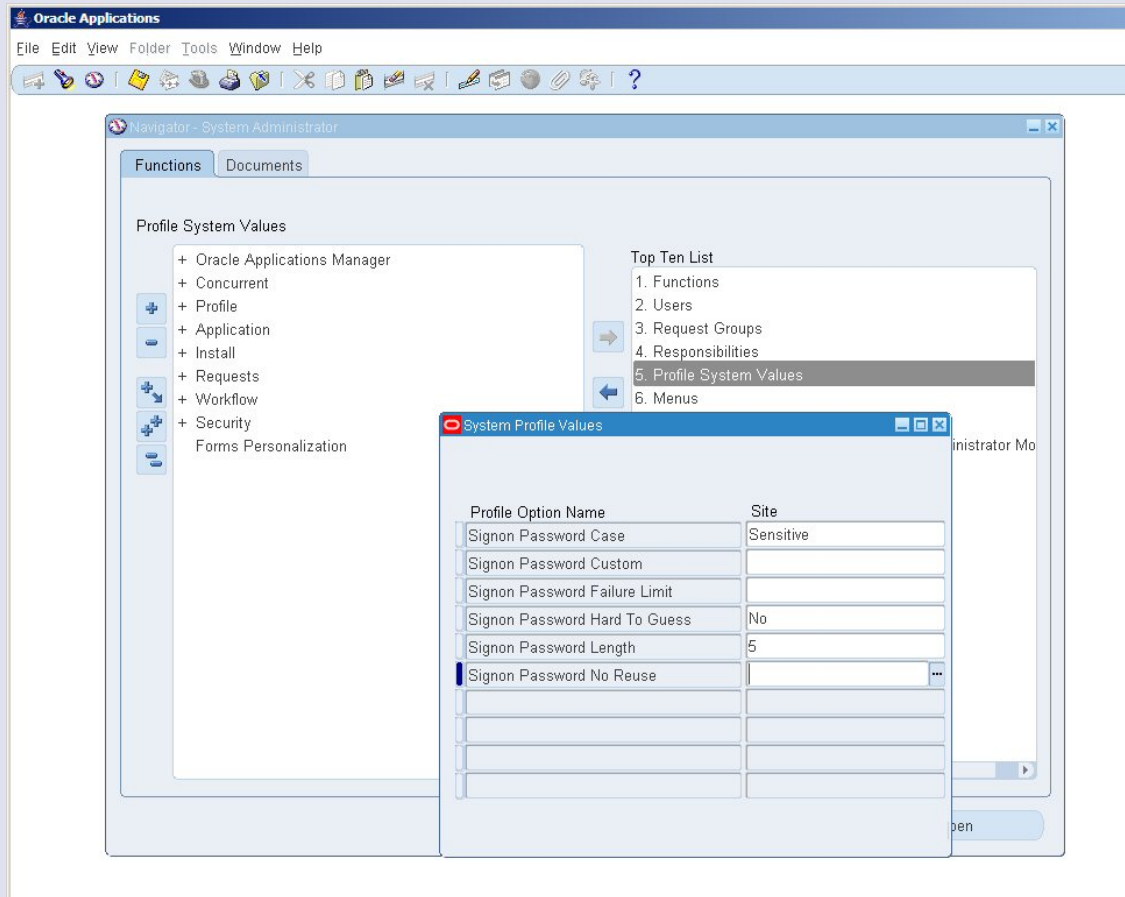 Oracle Applications
File Edit View Folder Tools Window Help
?
Navigator - System Administrator
Functions Documents
Profile System Values
+ Oracle Applications Manager
+ Concurrent
+ Profile
+ Application
+ Install
+ Requests
+ Workflow
+ Security
Forms Personalization
Top Ten List
1. Functions
2. Users
3. Request Groups
4. Responsibilities
5. Profile System Values
6. Menus
inistrator Mo
System Profile Values
Profile Option Name Site
Signon Password Case Sensitive
Signon Password Custom
Signon Password Failure Limit
Signon Password Hard To Guess No
Signon Password Length 5
Signon Password No Reuse ...
pen